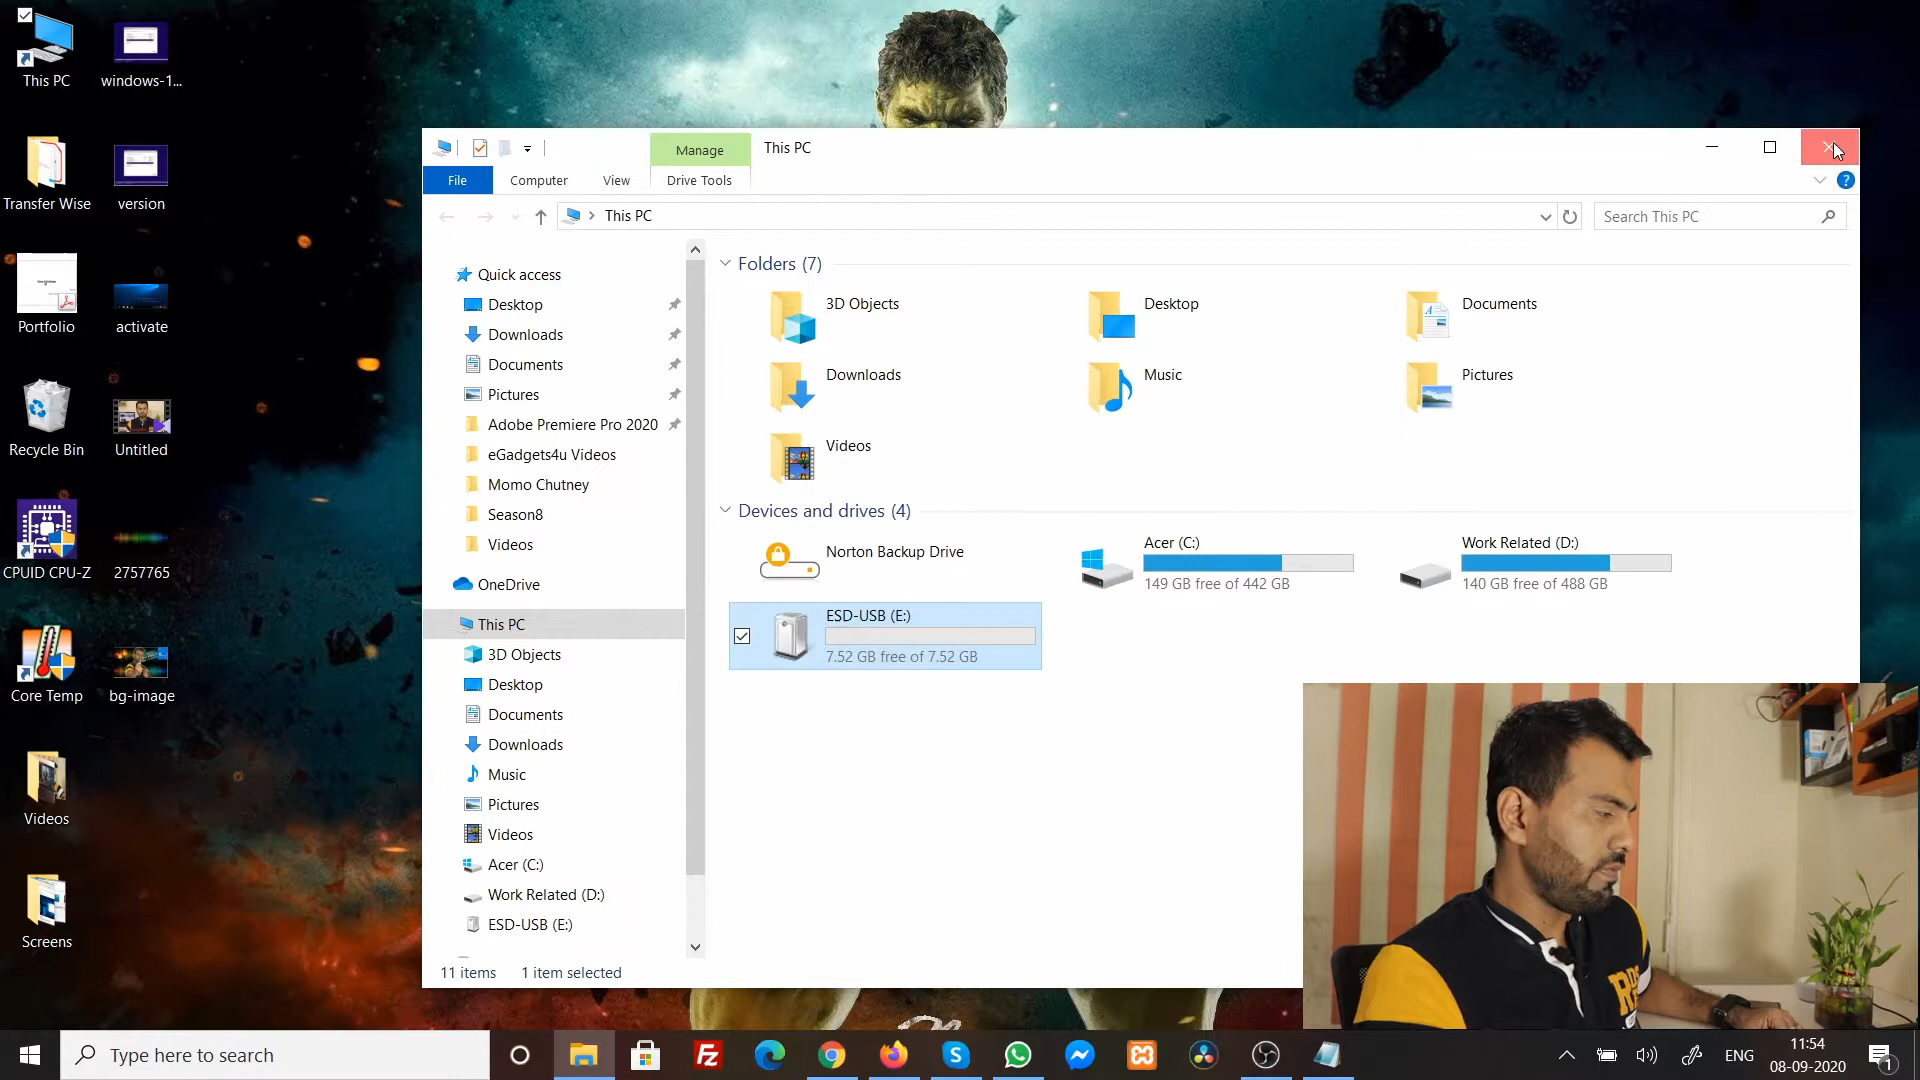 This PC
windows-1...
Transfer Wise
version
Portfolio
activate
Recycle Bin
Untitled
CPUID CPU-Z
2757765
Core Temp
bg-image
Videos
Screens
Manage
This PC
File
Computer
View
Drive Tools
This PC
Search This PC
Quick access
Desktop
Downloads
Documents
Pictures
Adobe Premiere Pro 2020
eGadgets4u Videos
Momo Chutney
Season8
Videos
OneDrive
This PC
3D Objects
Desktop
Documents
Downloads
Music
Pictures
Videos
Acer (C:)
Work Related (D:)
ESD-USB (E:)
Folders (7)
3D Objects
Desktop
Documents
Downloads
Music
Pictures
Videos
Devices and drives (4)
Norton Backup Drive
Acer (C:)
149 GB free of 442 GB
Work Related (D:)
140 GB free of 488 GB
ESD-USB (E:)
7.52 GB free of 7.52 GB
11 items
1 item selected
Type here to search
ENG
11:54
08-09-2020
1